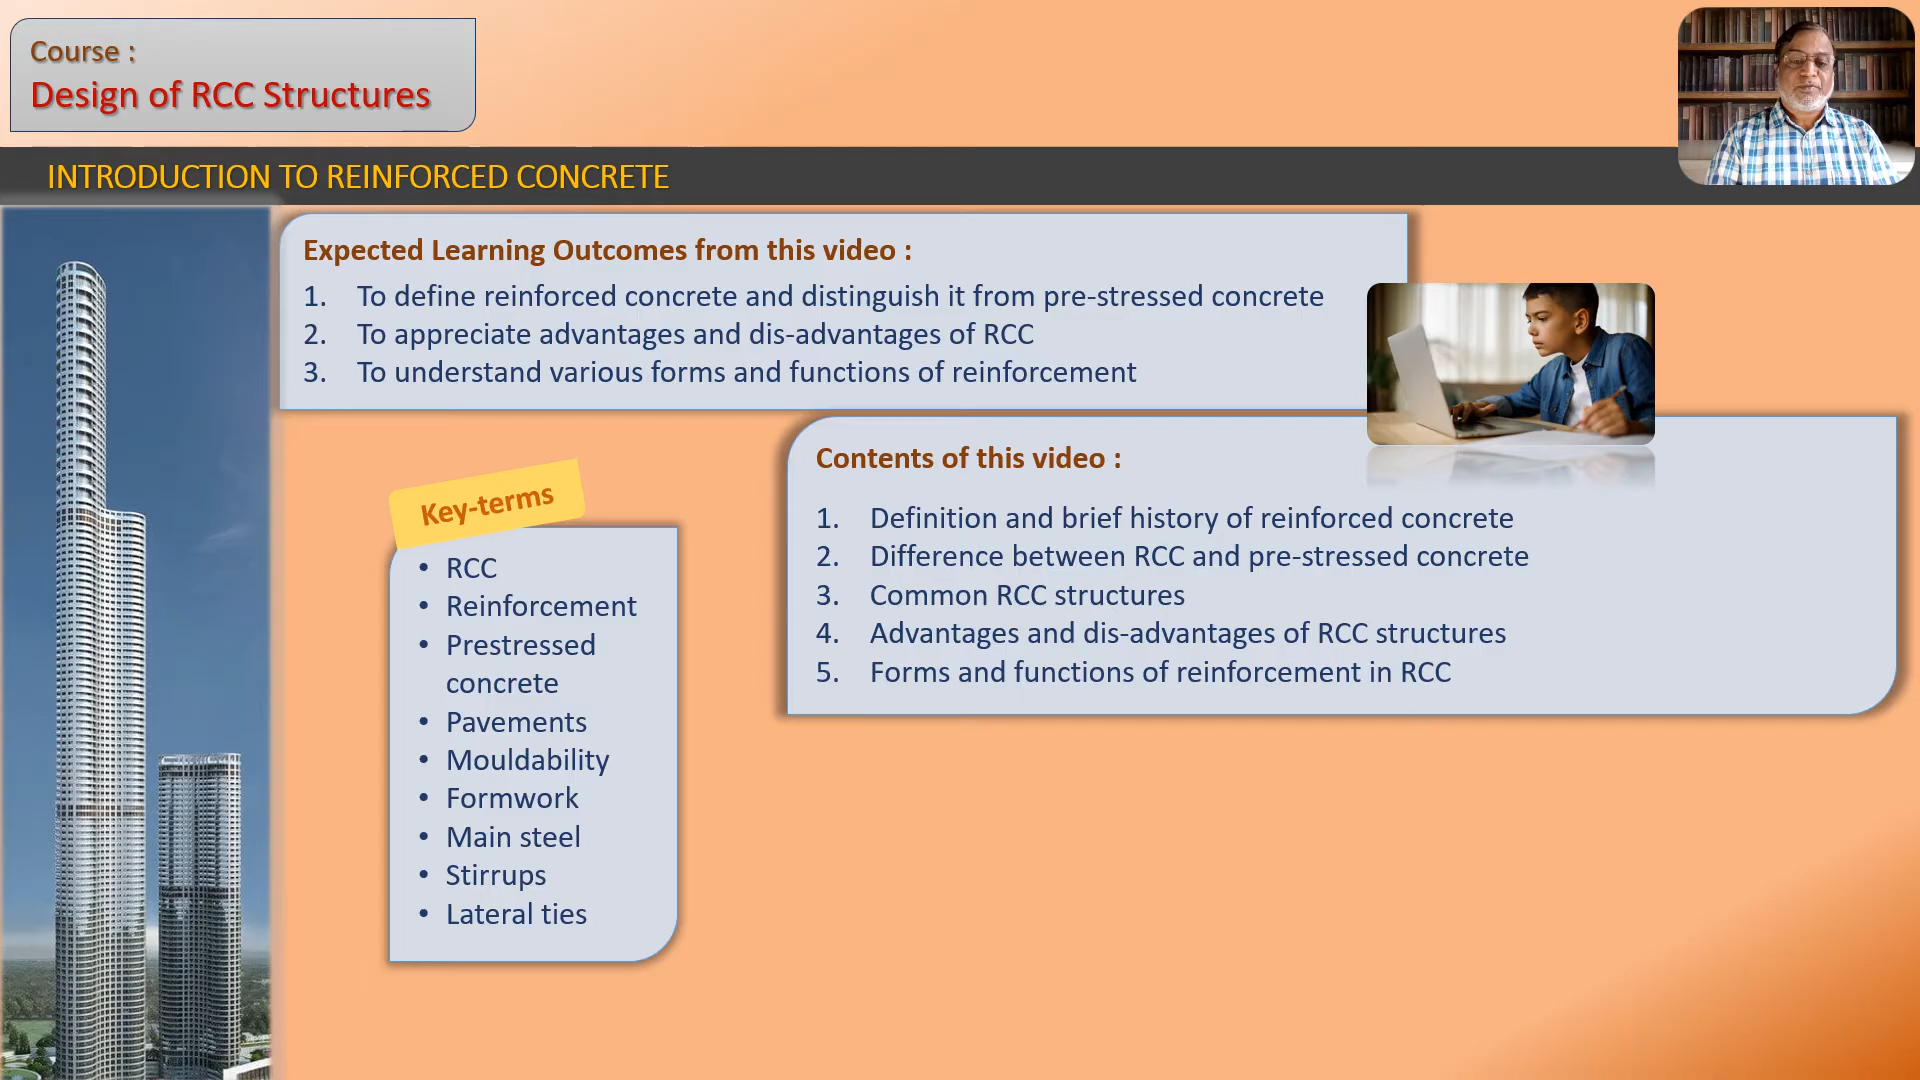 Course :
Design of RCC Structures
INTRODUCTION TO REINFORCED CONCRETE
Expected Learning Outcomes from this video :
1. To define reinforced concrete and distinguish it from pre-stressed concrete
2. To appreciate advantages and dis-advantages of RCC
3. To understand various forms and functions of reinforcement
Key-terms
• RCC
• Reinforcement
• Prestressed
concrete
• Pavements
• Mouldability
• Formwork
• Main steel
• Stirrups
• Lateral ties
Contents of this video :
1. Definition and brief history of reinforced concrete
2. Difference between RCC and pre-stressed concrete
3. Common RCC structures
4. Advantages and dis-advantages of RCC structures
5. Forms and functions of reinforcement in RCC